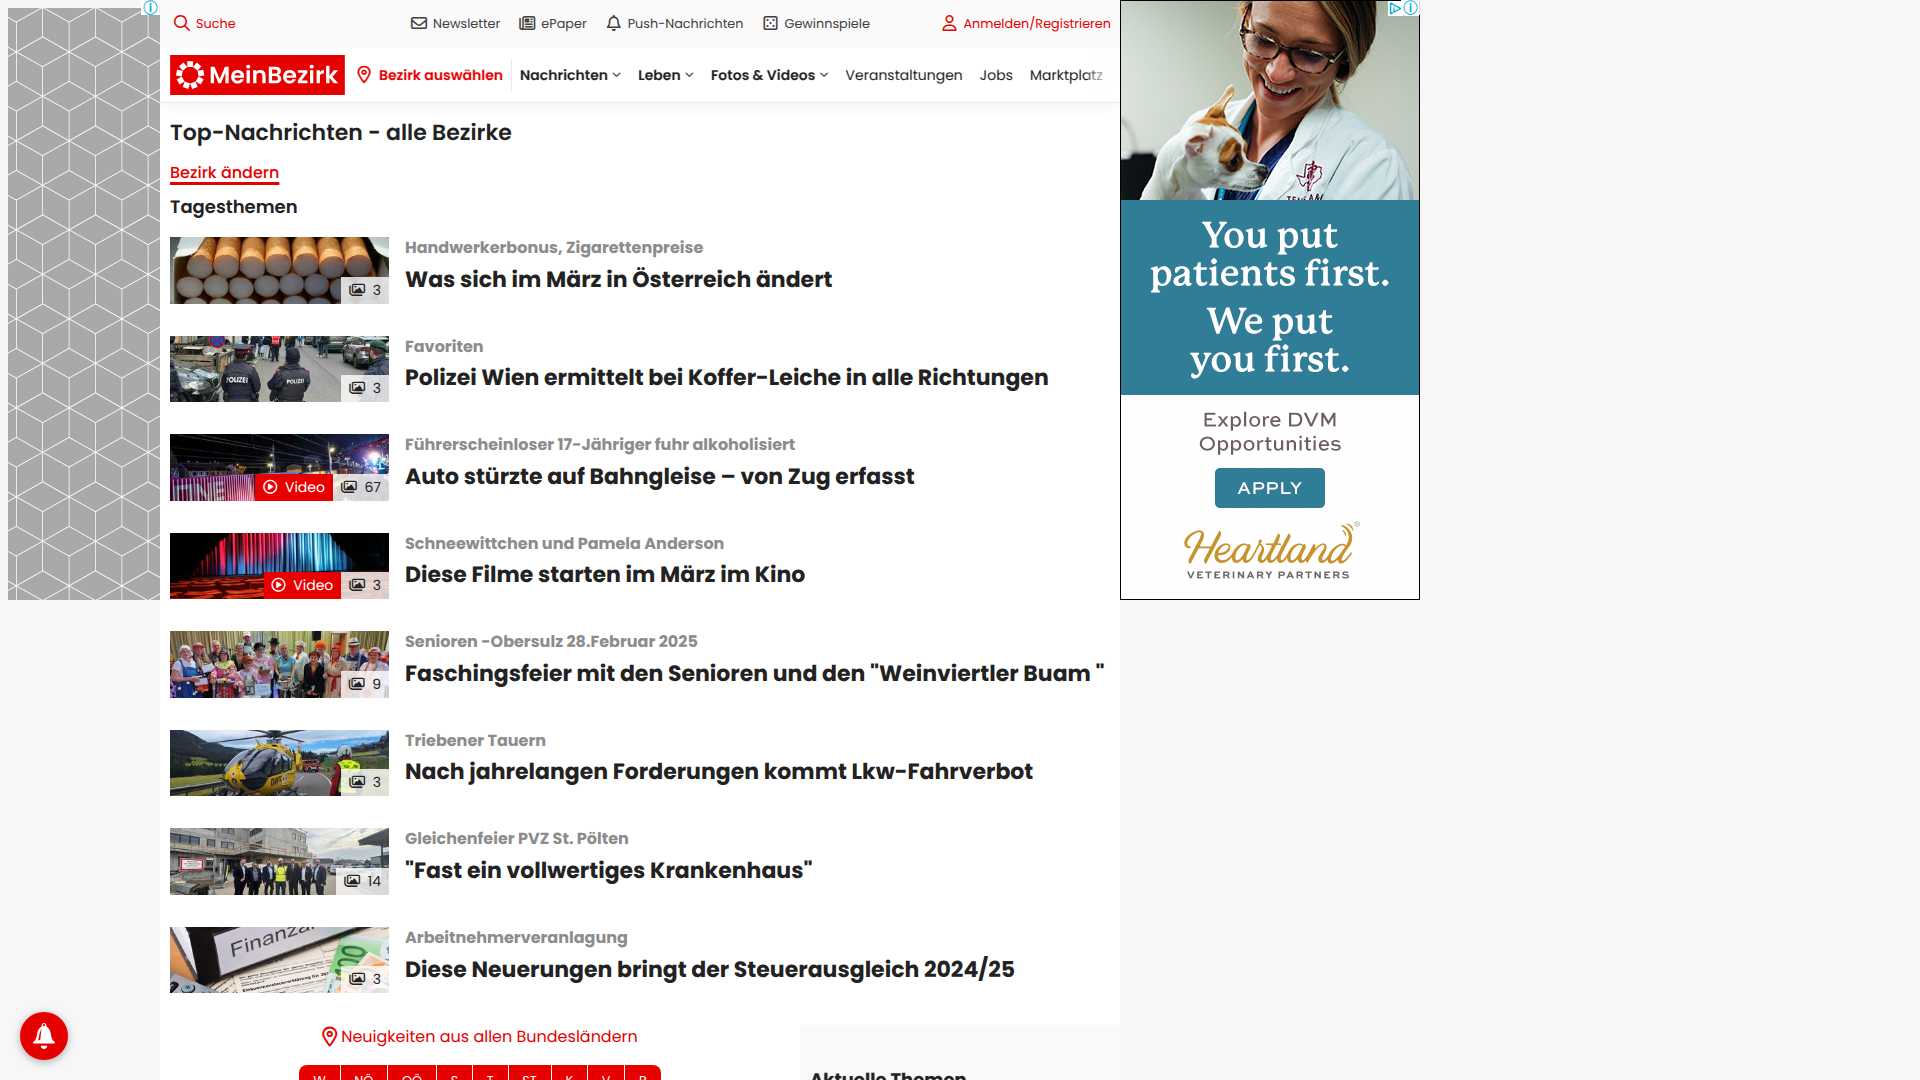 Suche
Newsletter
ePaper
Push-Nachrichten
Gewinnspiele
Anmelden/Registrieren
MeinBezirk
Bezirk auswählen
Nachrichten
Leben
Fotos & Videos
Veranstaltungen
Jobs
Marktplatz
Top-Nachrichten - alle Bezirke
Bezirk ändern
Tagesthemen
3
Handwerkerbonus, Zigarettenpreise
Was sich im März in Österreich ändert
POLIZEI
POLIZEI
3
Favoriten
Polizei Wien ermittelt bei Koffer-Leiche in alle Richtungen
Video
67
Führerscheinloser 17-Jähriger fuhr alkoholisiert
Auto stürzte auf Bahngleise – von Zug erfasst
Video
3
Schneewittchen und Pamela Anderson
Diese Filme starten im März im Kino
9
Senioren -Obersulz 28.Februar 2025
Faschingsfeier mit den Senioren und den "Weinviertler Buam "
3
Triebener Tauern
Nach jahrelangen Forderungen kommt Lkw-Fahrverbot
14
Gleichenfeier PVZ St. Pölten
"Fast ein vollwertiges Krankenhaus"
3
Arbeitnehmerveranlagung
Diese Neuerungen bringt der Steuerausgleich 2024/25
Neuigkeiten aus allen Bundesländern
W
NÖ
OÖ
S
T
ST
K
V
B
Aktuelle Themen
You put
patients first.
We put
you first.
Explore DVM
Opportunities
APPLY
Heartland
VETERINARY PARTNERS